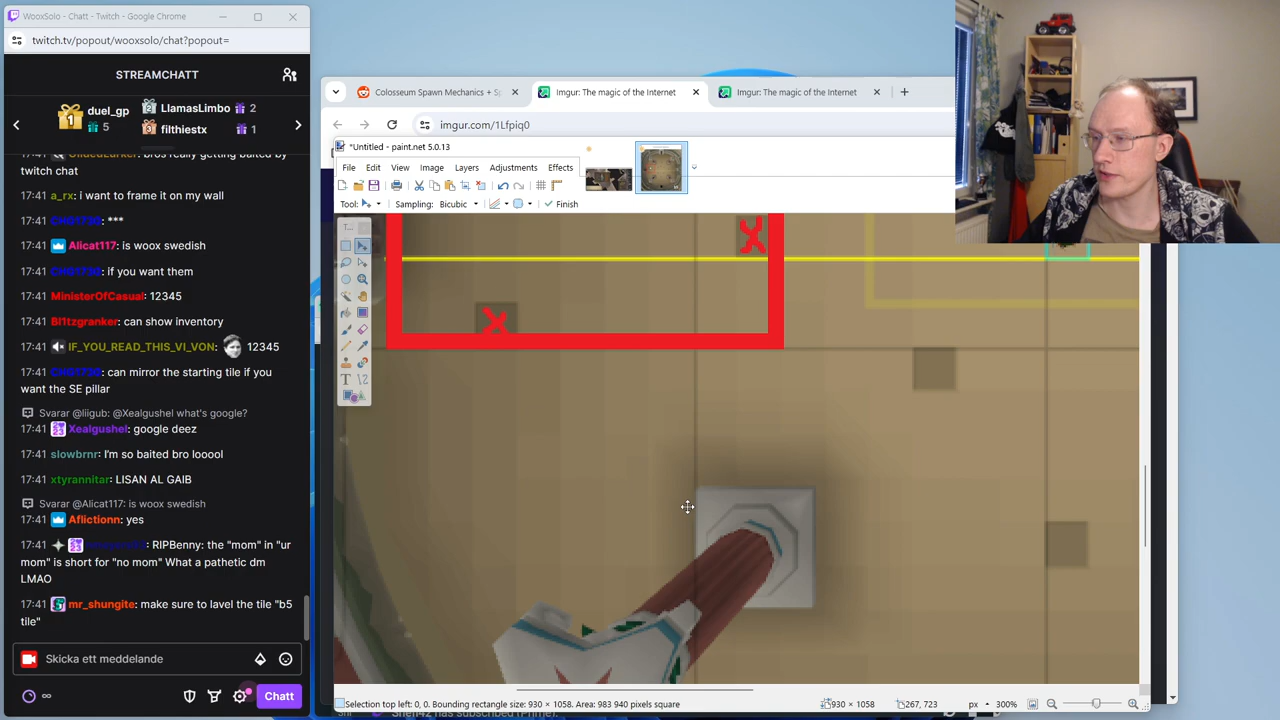 WooxSolo - Chatt - Twitch - Google Chrome
twitch.tv/popout/wooxsolo/chat?popout=
STREAMCHATT
duel_gp
5
LlamasLimbo 2
filthiestx 1
twitch chat
17:41 a_rx: i want to frame it on my wall
17:41 ***
17:41 Alicat117: is woox swedish
17:41 if you want them
17:41 MinisterOfCasual: 12345
17:41 Bl1tzgranker: can show inventory
17:41 IF_YOU_READ_THIS_VI_VON: 12345
17:41 can mirror the starting tile if you
want the SE pillar
Svarar @liigub: @Xealgushel what's google?
17:41 Xealgushel: google deez
17:41 slowbrnr: I'm so baited bro looool
17:41 xtyrannitar: LISAN AL GAIB
Svarar @Alicat117: is woox swedish
17:41 Aflictionn: yes
17:41 RIPBenny: the "mom" in "ur
mom" is short for "no mom" What a pathetic dm
LMAO
17:41 mr_shungite: make sure to lavel the tile "b5
tile"
Skicka ett meddelande
Chatt
Colosseum Spawn Mechanics + Sp
Imgur: The magic of the Internet
Imgur: The magic of the Internet
imgur.com/1Lfpiq0
"Untitled - paint.net 5.0.13
File Edit View Image Layers Adjustments Effects
Tool: Sampling: Bicubic Finish
X
X
Selection top left: 0, 0. Bounding rectangle size: 930 × 1058. Area: 983 940 pixels square
930 × 1058
267, 723
px
300%